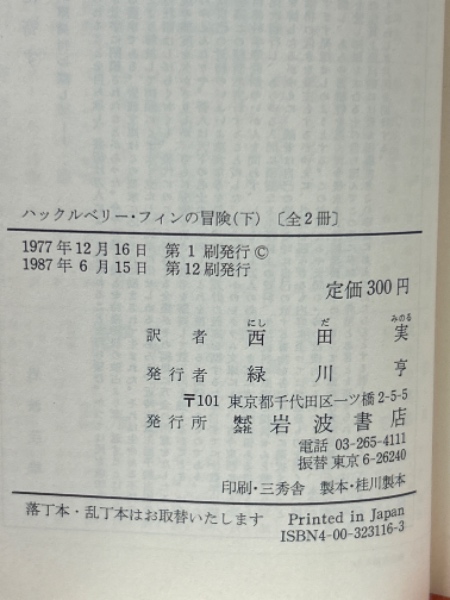 ハックルベリー・フィンの冒険(下)〔全2冊〕
1977年12月16日 第1刷発行©
1987年6月15日 第12刷発行
定価300円
にし だ みのる
訳者 西田実
発行者 緑川亨
〒101 東京都千代田区一ツ橋2-5-5
発行所 株式会社 岩波書店
電話 03-265-4111
振替 東京6-26240
印刷・三秀舎 製本・桂川製本
落丁本・乱丁本はお取替いたします Printed in Japan
ISBN4-00-323116-3